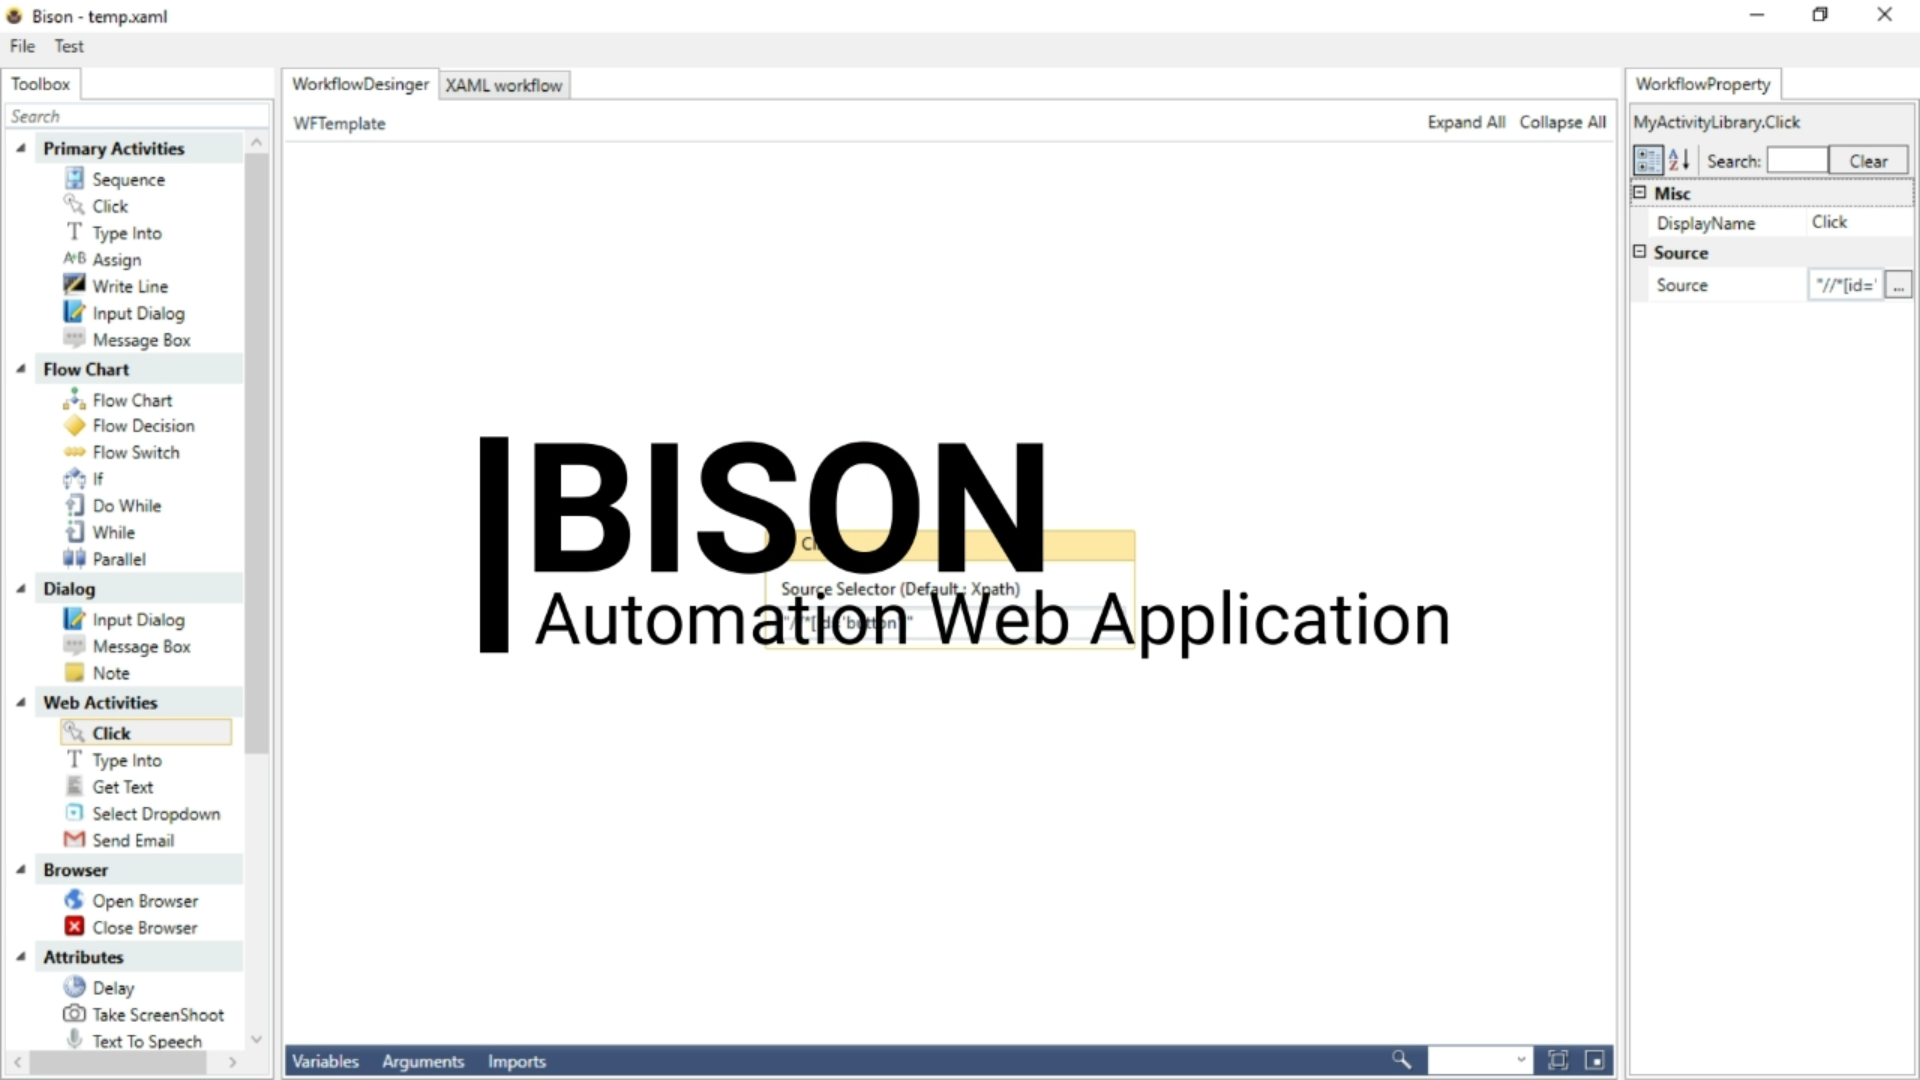 Bison - temp.xaml
File Test
Toolbox
Search
Primary Activities
Sequence
Click
Type Into
A+B Assign
Write Line
Input Dialog
Message Box
Flow Chart
Flow Chart
Flow Decision
Flow Switch
If
Do While
While
Parallel
Dialog
Input Dialog
Message Box
Note
Web Activities
Click
Type Into
Get Text
Select Dropdown
Send Email
Browser
Open Browser
Close Browser
Attributes
Delay
Take ScreenShoot
Text To Speech
WorkflowDesinger XAML workflow
WFTemplate Expand All Collapse All
BISON
Source Selector (Default : Xpath)
Automation Web Application
Variables Arguments Imports
WorkflowProperty
MyActivityLibrary.Click
Search: Clear
Misc
DisplayName Click
Source
Source "//*[id=' ...